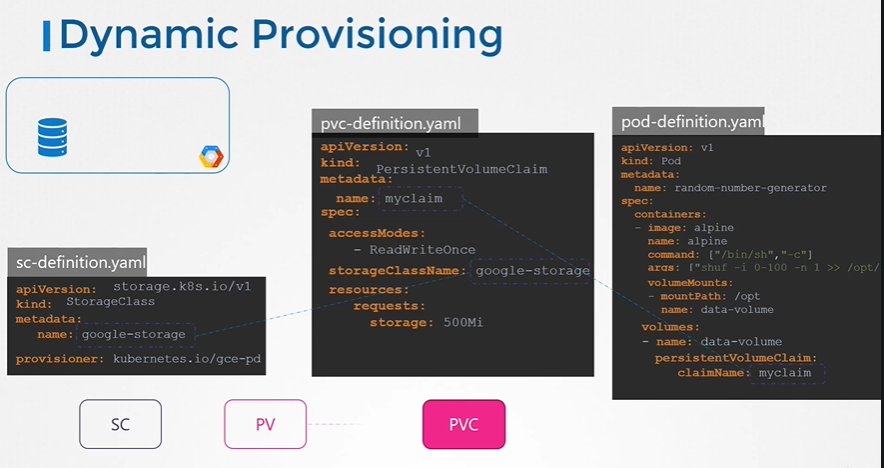 Dynamic Provisioning
pvc-definition.yaml
apiVersion: v1
kind: PersistentVolumeClaim
metadata:
name: myclaim
spec:
accessModes:
- ReadWriteOnce
storageClassName: google-storage
resources:
requests:
storage: 500Mi
pod-definition.yaml
apiVersion: v1
kind: Pod
metadata:
name: random-number-generator
spec:
containers:
- image: alpine
name: alpine
command: ["/bin/sh","-c"]
args: ["shuf -i 0-100 -n 1 >> /opt/
volumeMounts:
- mountPath: /opt
name: data-volume
volumes:
- name: data-volume
persistentVolumeClaim:
claimName: myclaim
sc-definition.yaml
apiVersion: storage.k8s.io/v1
kind: StorageClass
metadata:
name: google-storage
provisioner: kubernetes.io/gce-pd
SC
PV
PVC